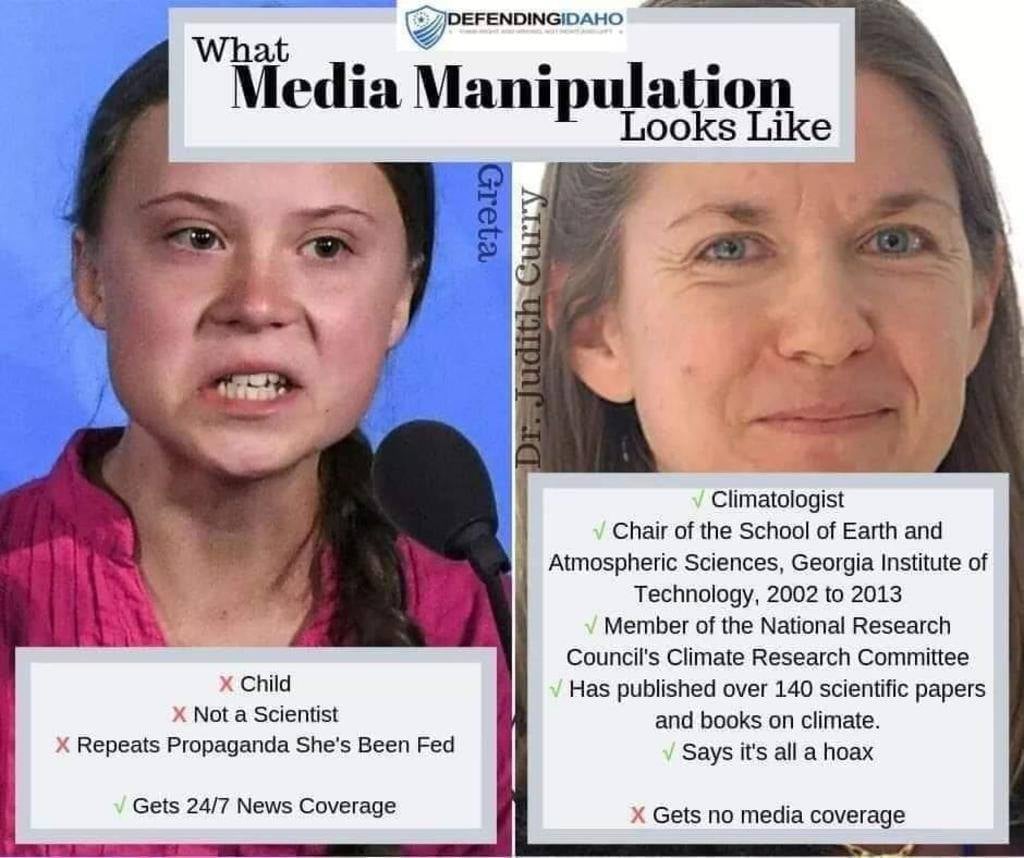 DEFENDINGIDAHO
What
Media Manipulation
Looks Like
Greta
Dr. Judith Curry
X Child
X Not a Scientist
X Repeats Propaganda She's Been Fed
√ Gets 24/7 News Coverage
√ Climatologist
√ Chair of the School of Earth and
Atmospheric Sciences, Georgia Institute of
Technology, 2002 to 2013
√ Member of the National Research
Council's Climate Research Committee
√ Has published over 140 scientific papers
and books on climate.
√ Says it's all a hoax
X Gets no media coverage